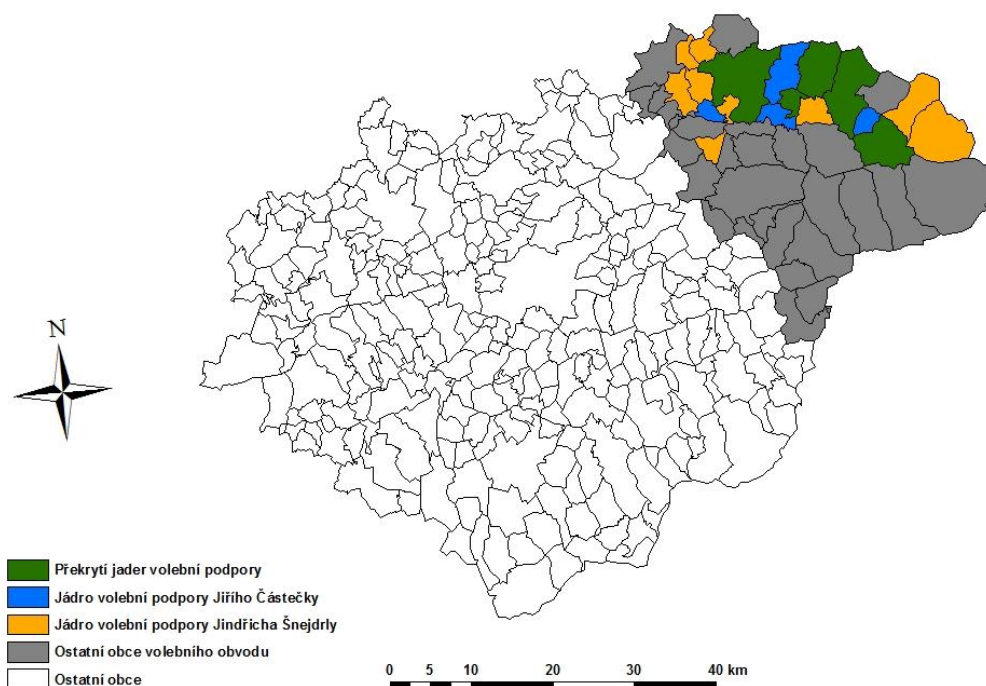 N
Překrytí jader volební podpory
Jádro volební podpory Jiřího Částečky
Jádro volební podpory Jindřicha Šnejdrly
Ostatní obce volebního obvodu
Ostatní obce
0 5 10 20 30 40 km